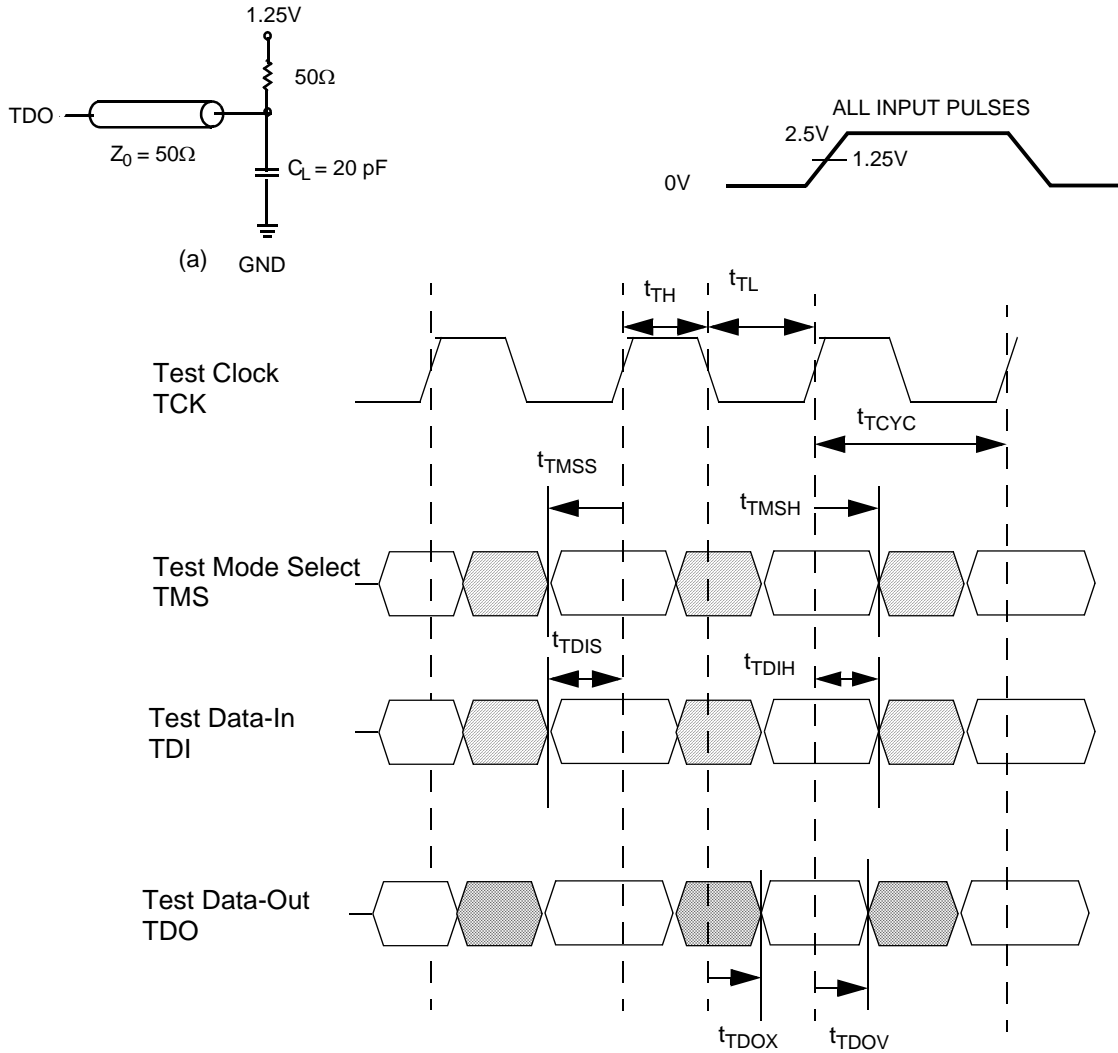 1.25V
50Ω
TDO
Z0 = 50Ω
CL = 20 pF
(a) GND
ALL INPUT PULSES
2.5V
1.25V
0V
tTH
tTL
Test Clock
TCK
tTCYC
tTMSS
tTMSH
Test Mode Select
TMS
tTDIS
tTDIH
Test Data-In
TDI
Test Data-Out
TDO
tTDOX
tTDOV